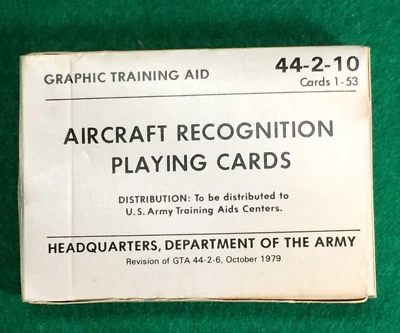 GRAPHIC TRAINING AID
44-2-10
Cards 1-53
AIRCRAFT RECOGNITION
PLAYING CARDS
DISTRIBUTION: To be distributed to
U.S. Army Training Aids Centers.
HEADQUARTERS, DEPARTMENT OF THE ARMY
Revision of GTA 44-2-6, October 1979